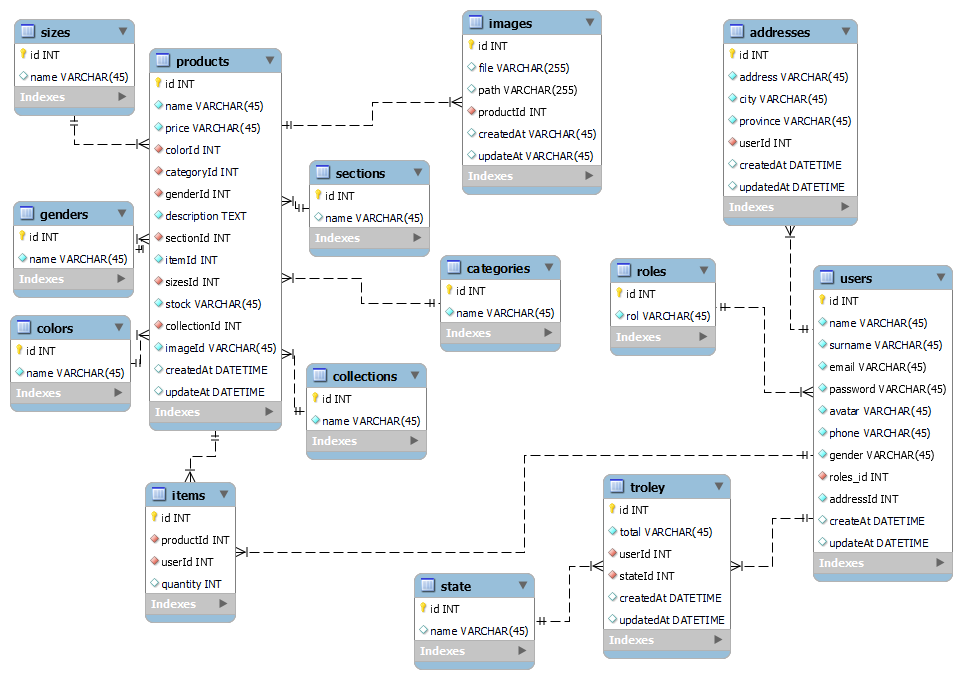 sizes
id INT
name VARCHAR(45)
Indexes
products
id INT
name VARCHAR(45)
price VARCHAR(45)
colorId INT
categoryId INT
genderId INT
description TEXT
sectionId INT
itemId INT
sizesId INT
stock VARCHAR(45)
collectionId INT
imageId VARCHAR(45)
createdAt DATETIME
updateAt DATETIME
Indexes
images
id INT
file VARCHAR(255)
path VARCHAR(255)
productId INT
createdAt VARCHAR(45)
updateAt VARCHAR(45)
Indexes
addresses
id INT
address VARCHAR(45)
city VARCHAR(45)
province VARCHAR(45)
userId INT
createdAt DATETIME
updatedAt DATETIME
Indexes
sections
id INT
name VARCHAR(45)
Indexes
genders
id INT
name VARCHAR(45)
Indexes
categories
id INT
name VARCHAR(45)
Indexes
roles
id INT
rol VARCHAR(45)
Indexes
users
id INT
name VARCHAR(45)
surname VARCHAR(45)
email VARCHAR(45)
password VARCHAR(45)
avatar VARCHAR(45)
phone VARCHAR(45)
gender VARCHAR(45)
roles_id INT
addressId INT
createAt DATETIME
updateAt DATETIME
Indexes
colors
id INT
name VARCHAR(45)
Indexes
collections
id INT
name VARCHAR(45)
Indexes
items
id INT
productId INT
userId INT
quantity INT
Indexes
troley
id INT
total VARCHAR(45)
userId INT
stateId INT
createdAt DATETIME
updatedAt DATETIME
Indexes
state
id INT
name VARCHAR(45)
Indexes